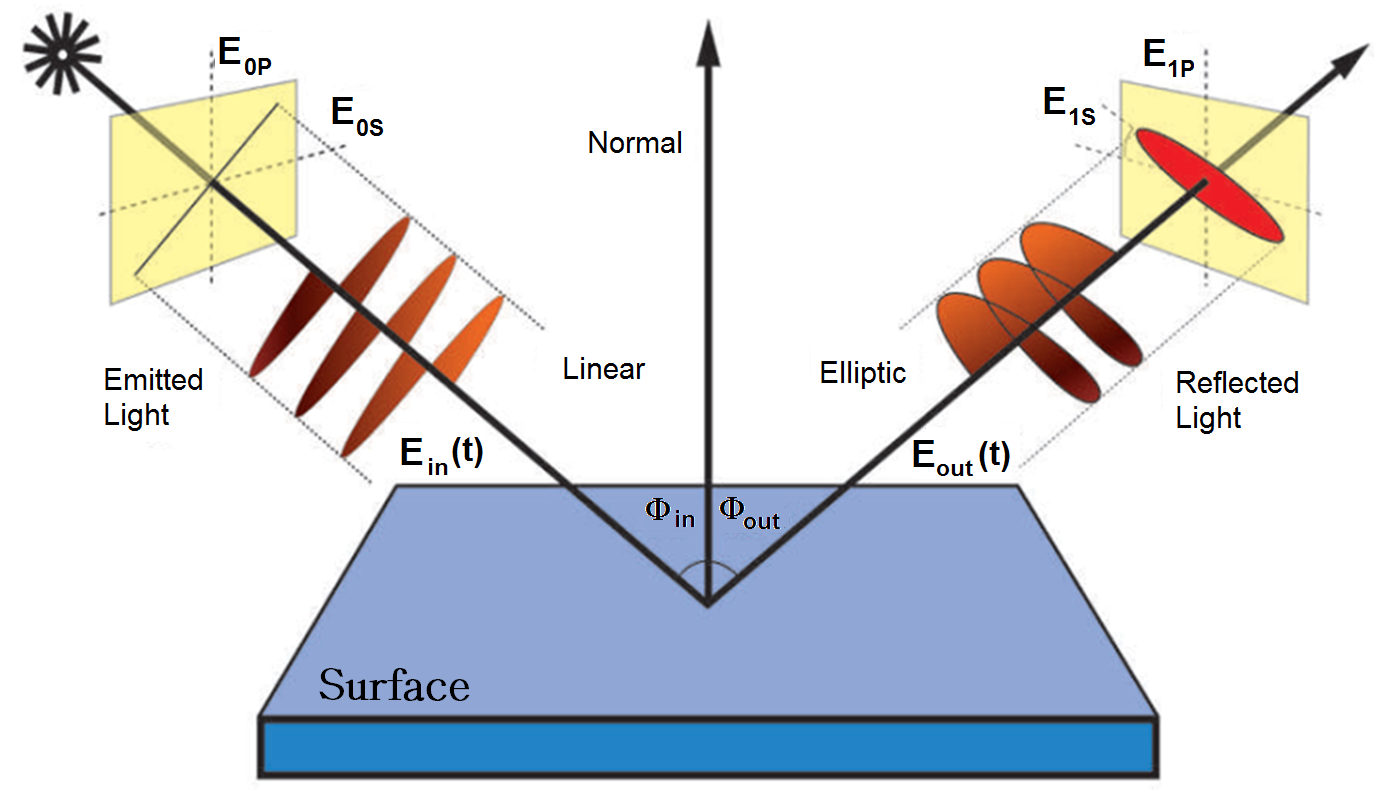 E0P
E0S
E1P
E1S
Normal
Linear
Elliptic
Emitted
Light
Reflected
Light
Ein(t)
Eout(t)
Φin
Φout
Surface